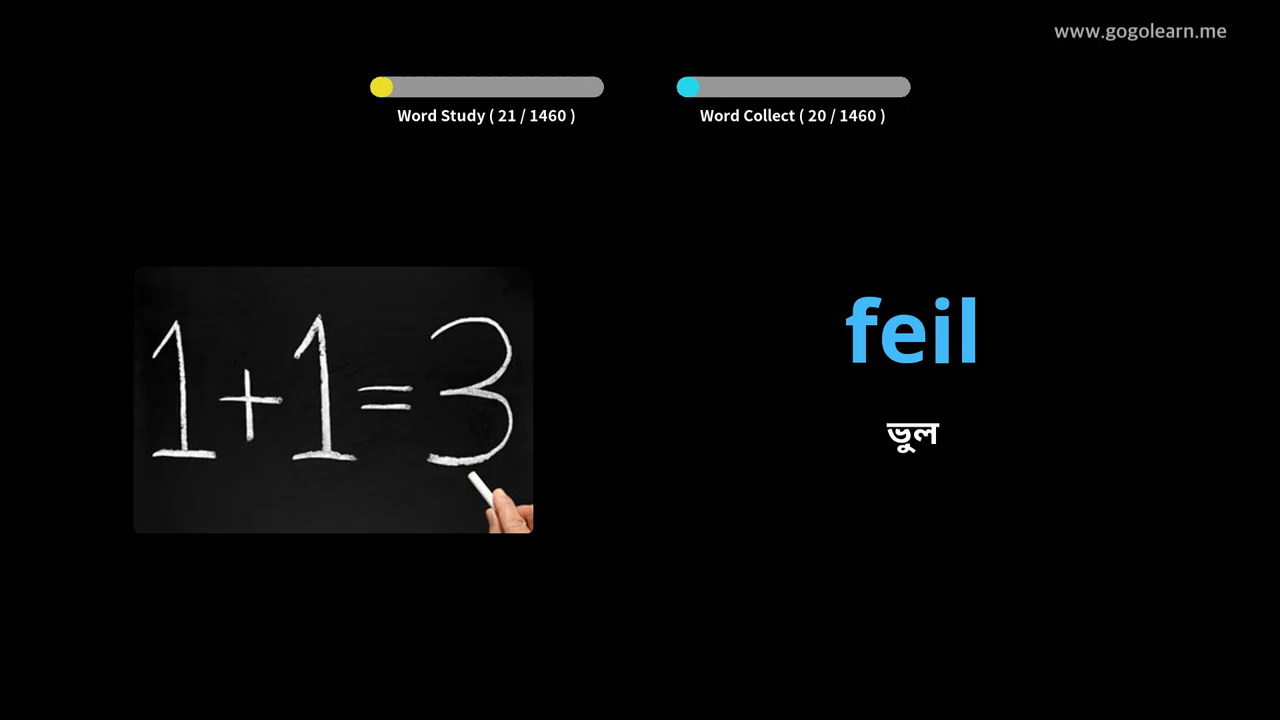 www.gogolearn.me
Word Study ( 21 / 1460 )
Word Collect ( 20 / 1460 )
1+1=3
feil
ভুল